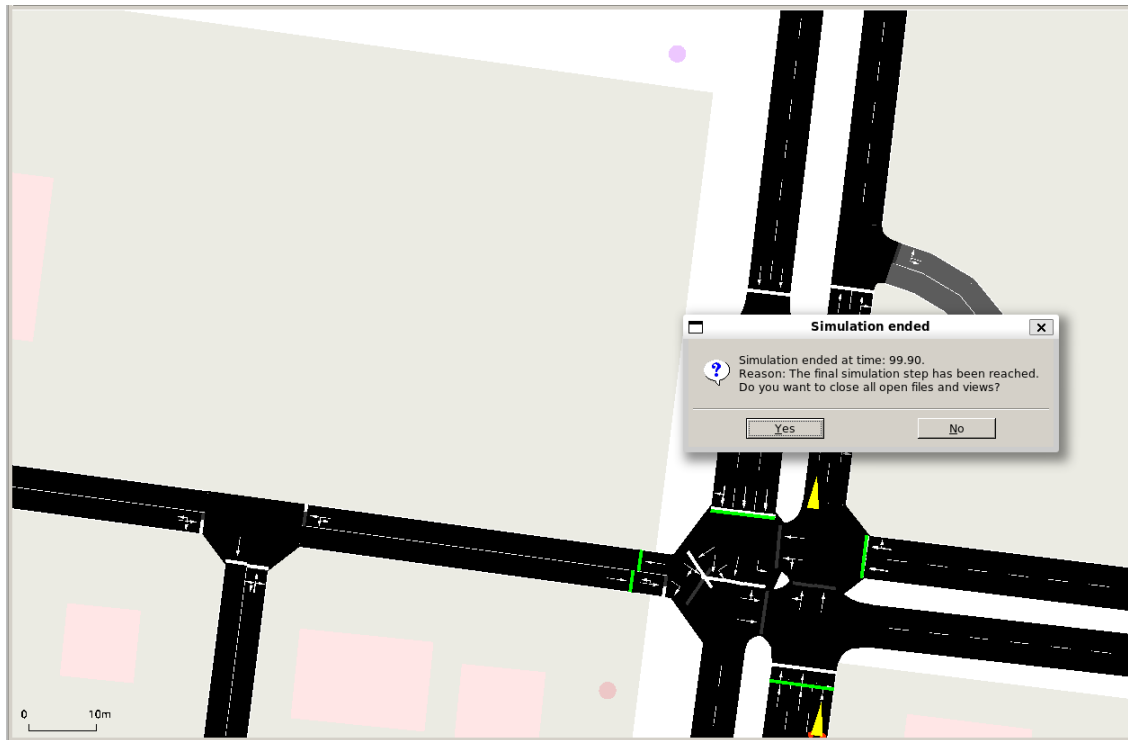 Simulation ended
Simulation ended at time: 99.90.
Reason: The final simulation step has been reached.
Do you want to close all open files and views?
Yes
No
0
10m